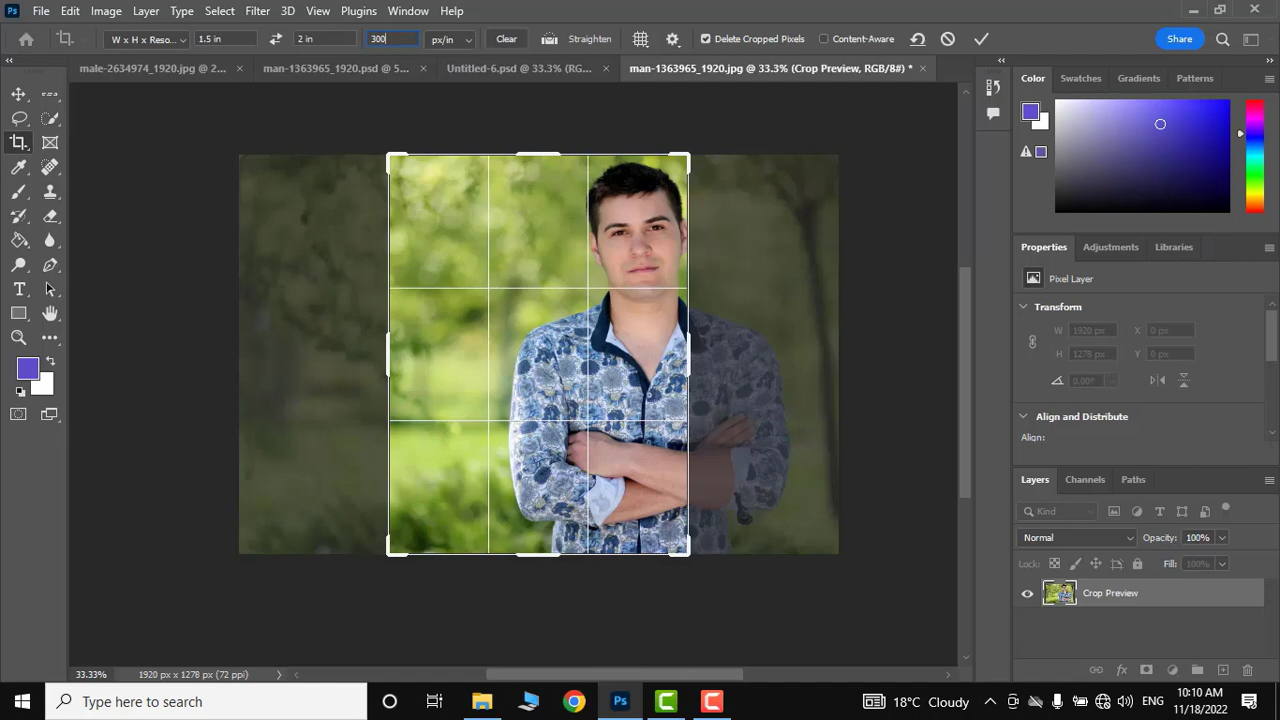 Ps File Edit Image Layer Type Select Filter 3D View Plugins Window Help
W x H x Reso... 1.5 in 2 in 300 px/in Clear Straighten Delete Cropped Pixels Content-Aware Share
male-2634974_1920.jpg @ 2... man-1363965_1920.psd @ 5... Untitled-6.psd @ 33.3% (RG... man-1363965_1920.jpg @ 33.3% (Crop Preview, RGB/8#) *
Color Swatches Gradients Patterns
Properties Adjustments Libraries
Pixel Layer
Transform
W 1920 px X 0 px
H 1278 px Y 0 px
0.00°
Align and Distribute
Align:
Layers Channels Paths
Kind
Normal Opacity: 100%
Lock: Fill: 100%
Crop Preview
33.33% 1920 px x 1278 px (72 ppi)
Type here to search
Ps
18°C Cloudy
10:10 AM
11/18/2022